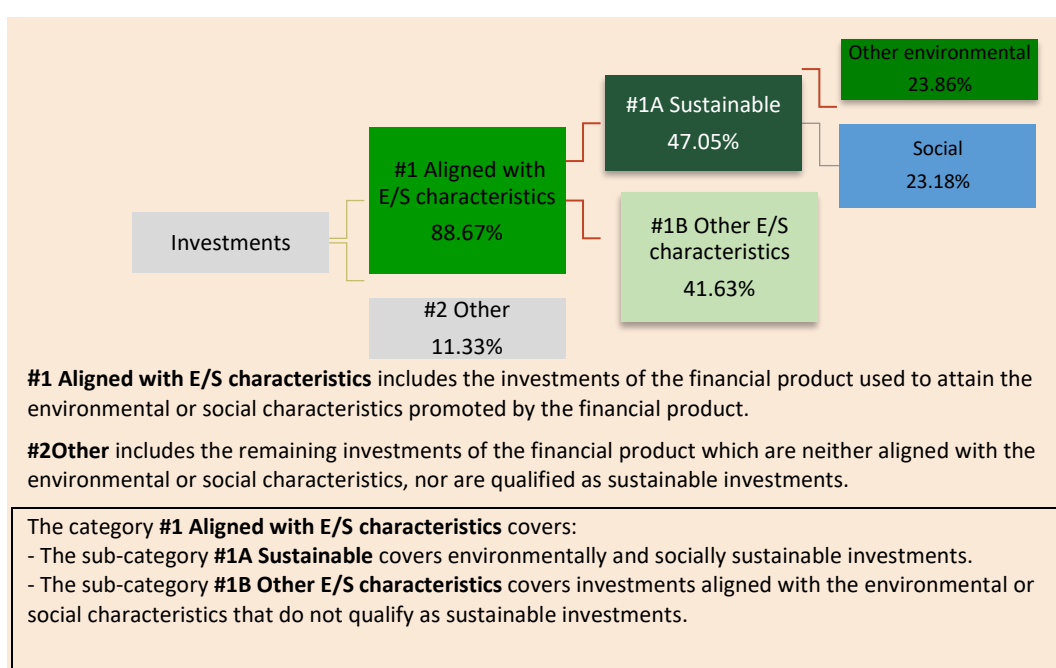 Investments
#1 Aligned with
E/S characteristics
88.67%
#2 Other
11.33%
#1A Sustainable
47.05%
#1B Other E/S
characteristics
41.63%
Other environmental
23.86%
Social
23.18%
#1 Aligned with E/S characteristics includes the investments of the financial product used to attain the
environmental or social characteristics promoted by the financial product.
#2Other includes the remaining investments of the financial product which are neither aligned with the
environmental or social characteristics, nor are qualified as sustainable investments.
The category #1 Aligned with E/S characteristics covers:
- The sub-category #1A Sustainable covers environmentally and socially sustainable investments.
- The sub-category #1B Other E/S characteristics covers investments aligned with the environmental or
social characteristics that do not qualify as sustainable investments.